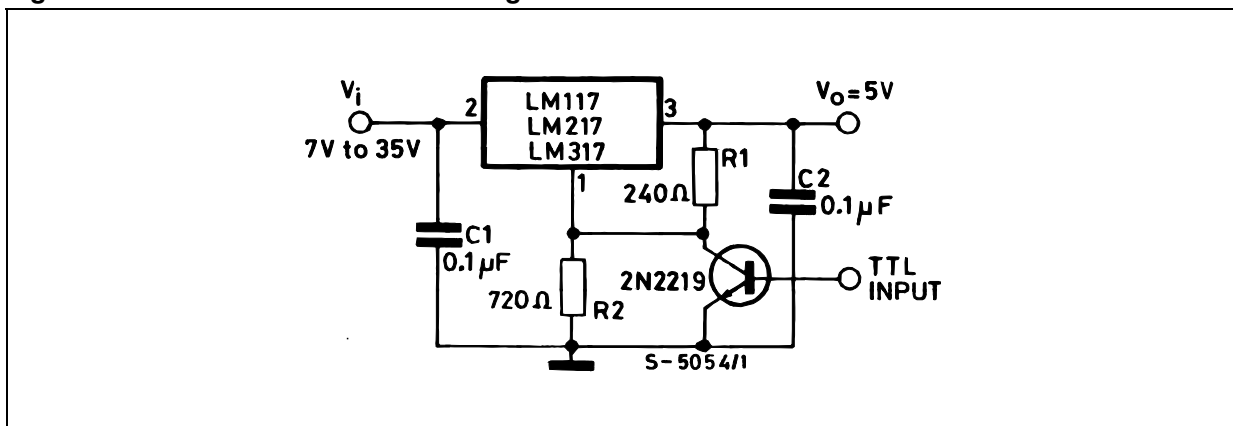 Vi
7V to 35V
2
LM117
LM217
LM317
3
1
Vo=5V
R1
240Ω
C2
0.1µF
C1
0.1µF
720Ω
R2
2N2219
TTL
INPUT
S-5054/1